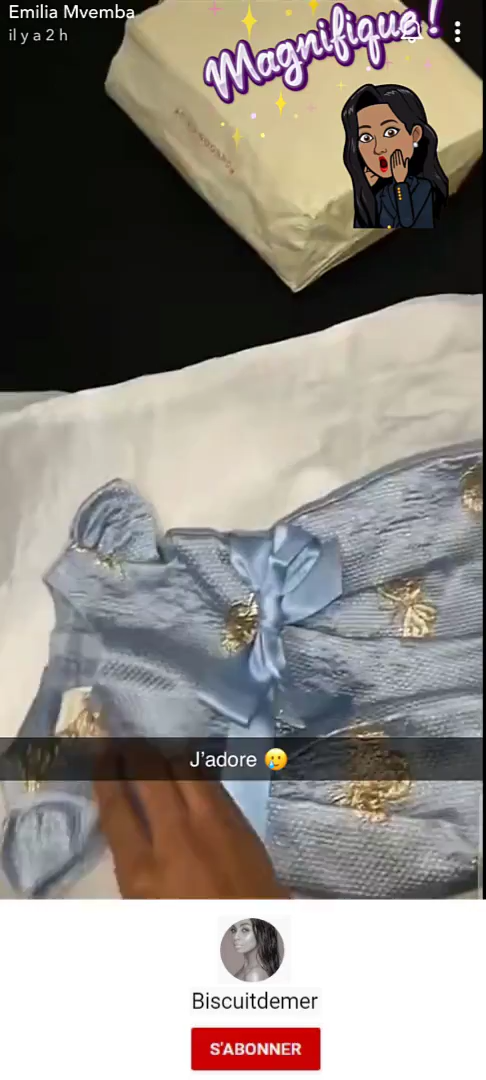 Emilia Mvemba
il y a 2 h
Magnifique!
J'adore 🥲
Biscuitdemer
S'ABONNER